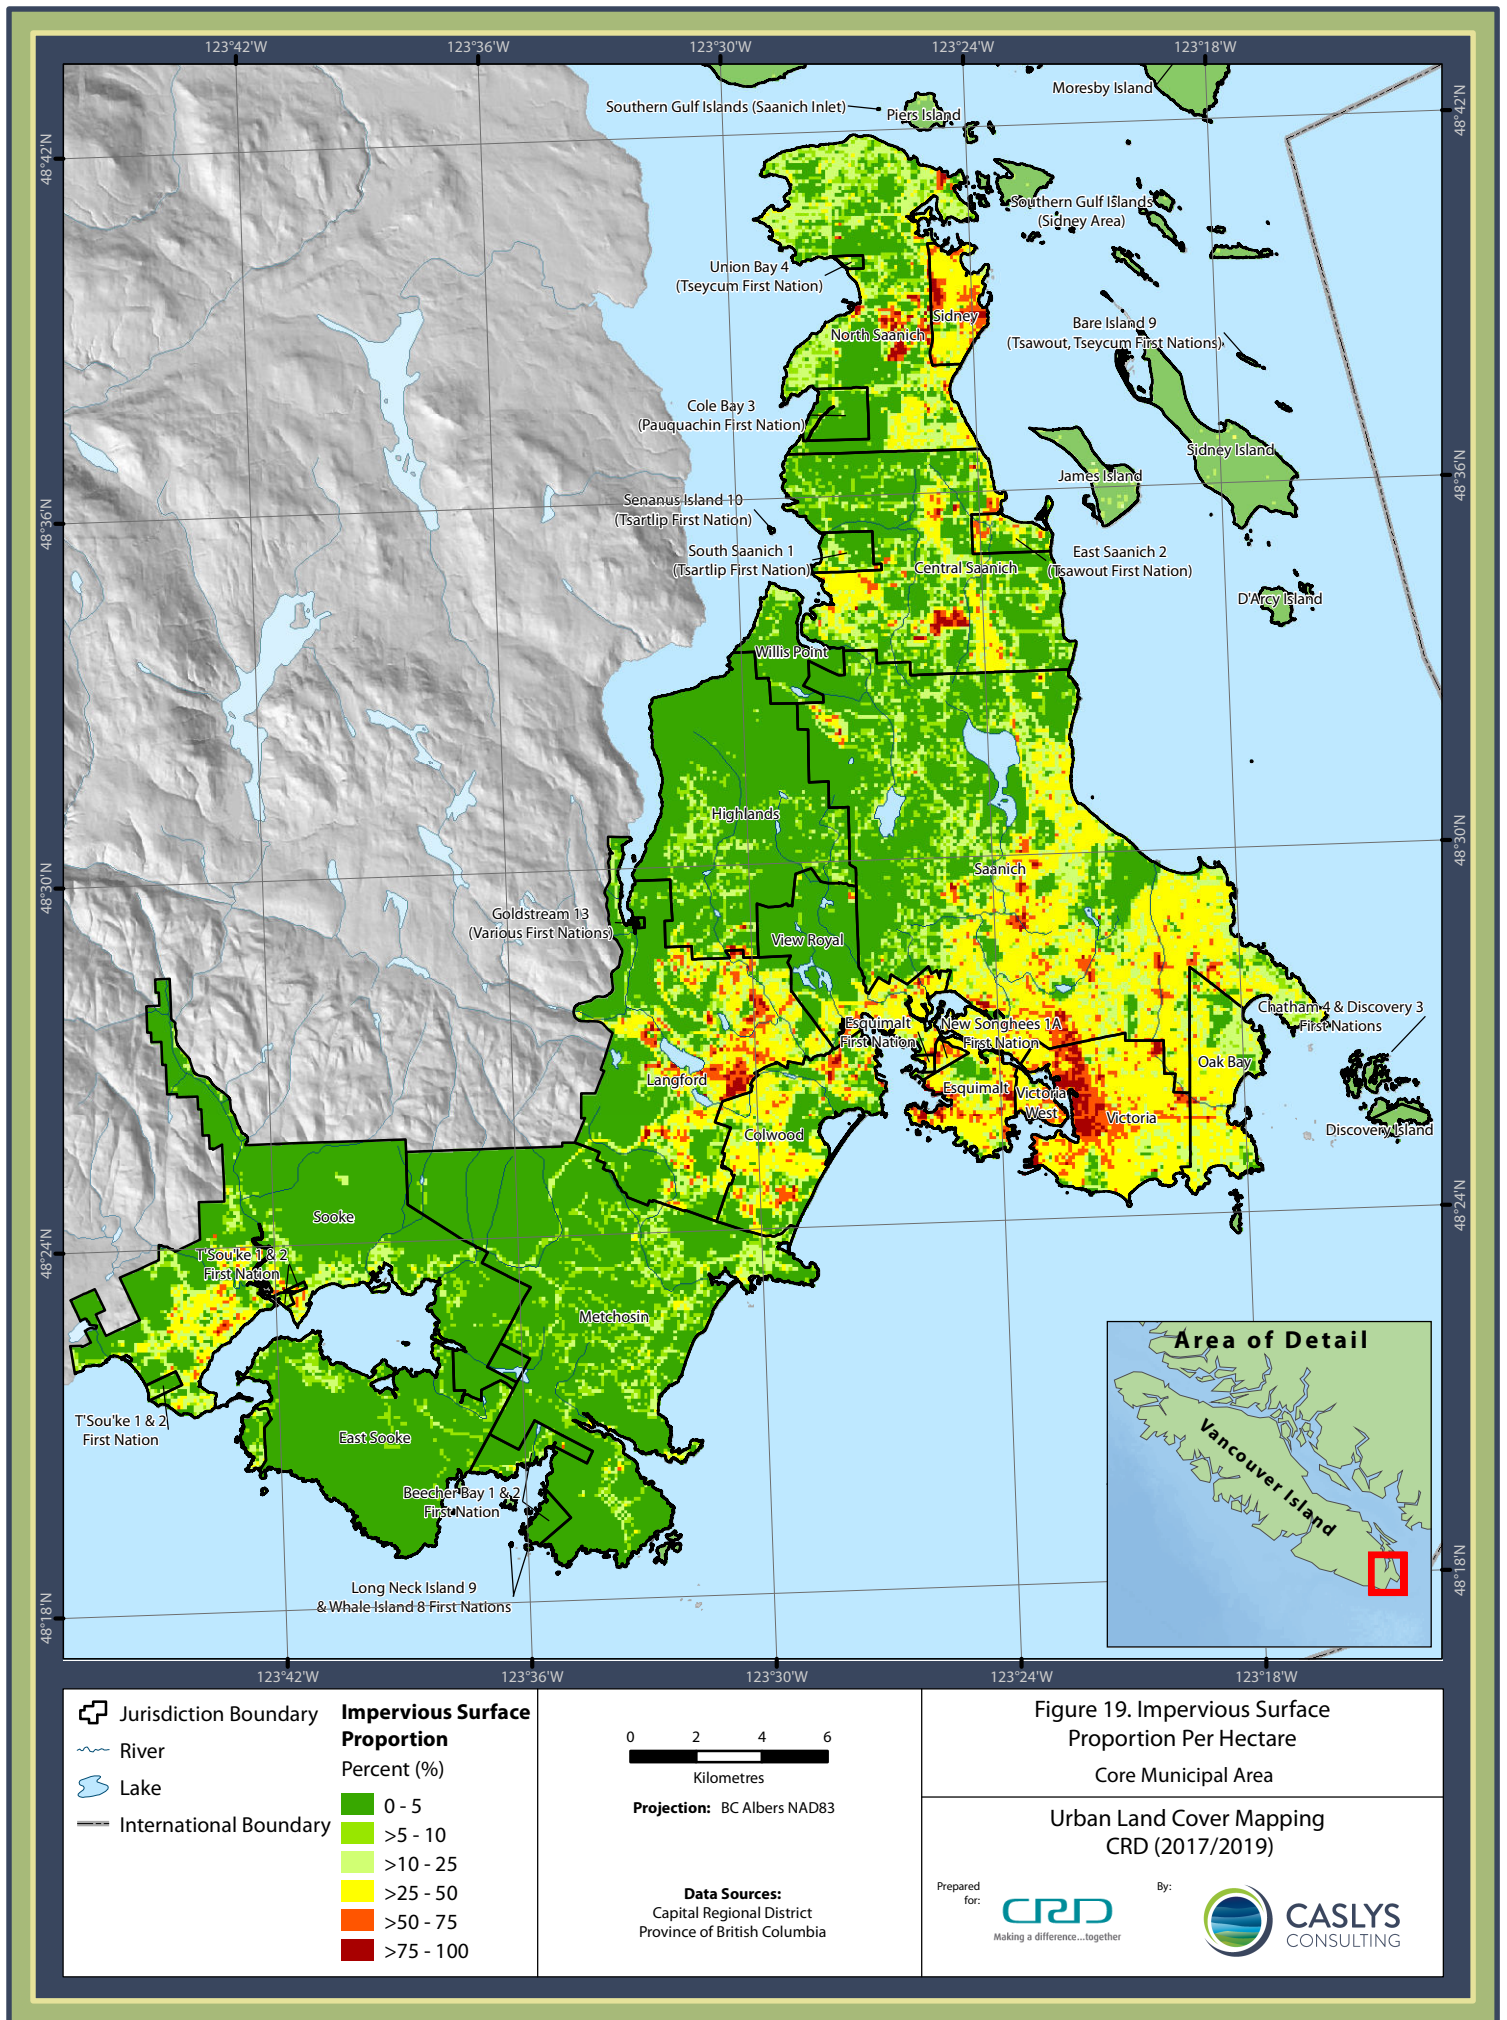 123°42'W
123°36'W
123°30'W
123°24'W
123°18'W
48°42'N
48°42'N
Southern Gulf Islands (Saanich Inlet)
Piers Island
Moresby Island
Southern Gulf Islands
(Sidney Area)
Union Bay 4
(Tseycum First Nation)
Sidney
North Saanich
Bare Island 9
(Tsawout, Tseycum First Nations)
Cole Bay 3
(Pauquachin First Nation)
Sidney Island
James Island
48°36'N
48°36'N
Senanus Island 10
(Tsartlip First Nation)
South Saanich 1
(Tsartlip First Nation)
Central Saanich
East Saanich 2
(Tsawout First Nation)
D'Arcy Island
Willis Point
Highlands
48°30'N
48°30'N
Saanich
Goldstream 13
(Various First Nations)
View Royal
Chatham 4 & Discovery 3
First Nations
Esquimalt
First Nation
New Songhees 1A
First Nation
Oak Bay
Langford
Esquimalt
Victoria
West
Victoria
Colwood
Discovery Island
Sooke
48°24'N
48°24'N
T'Sou'ke 1 & 2
First Nation
Metchosin
T'Sou'ke 1 & 2
First Nation
East Sooke
Beecher Bay 1 & 2
First Nation
Long Neck Island 9
& Whale Island 8 First Nations
48°18'N
48°18'N
Area of Detail
Vancouver Island
123°42'W
123°36'W
123°30'W
123°24'W
123°18'W
Jurisdiction Boundary
River
Lake
International Boundary
Impervious Surface
Proportion
Percent (%)
0 - 5
>5 - 10
>10 - 25
>25 - 50
>50 - 75
>75 - 100
0 2 4 6
Kilometres
Projection: BC Albers NAD83
Data Sources:
Capital Regional District
Province of British Columbia
Figure 19. Impervious Surface
Proportion Per Hectare
Core Municipal Area
Urban Land Cover Mapping
CRD (2017/2019)
Prepared
for:
CRD
Making a difference...together
By:
CASLYS
CONSULTING